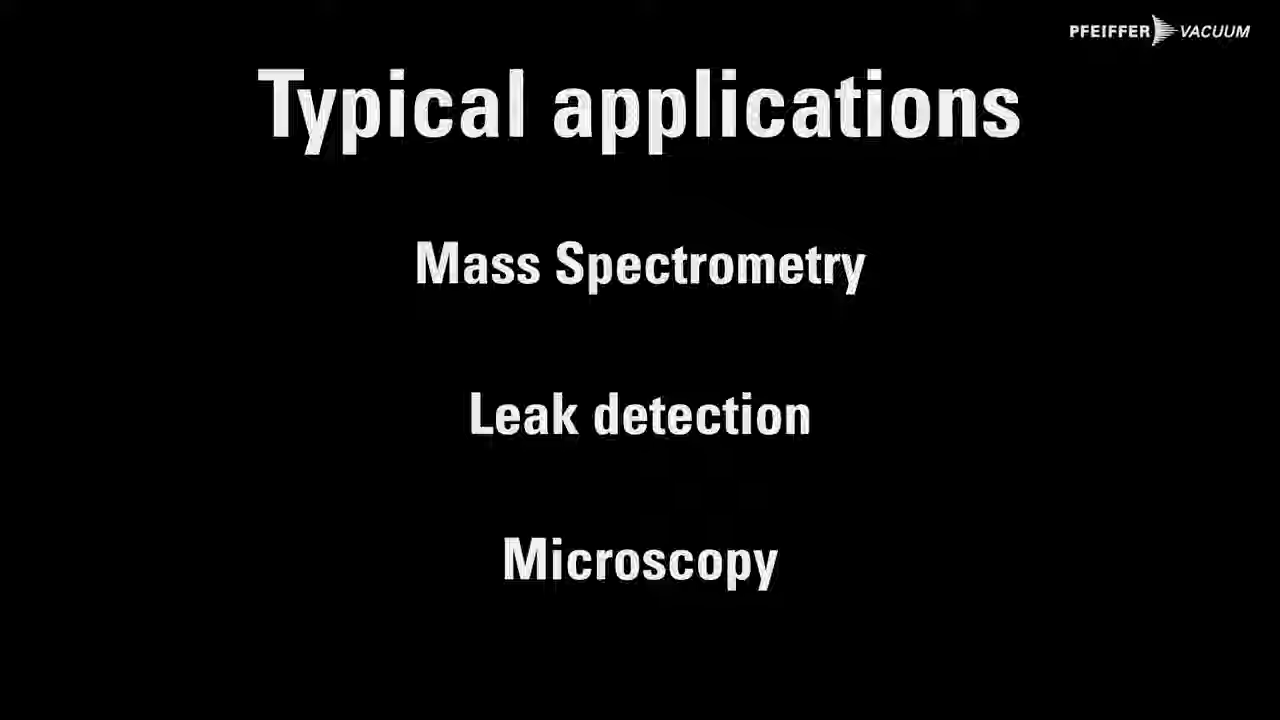 PFEIFFER VACUUM
Typical applications
Mass Spectrometry
Leak detection
Microscopy